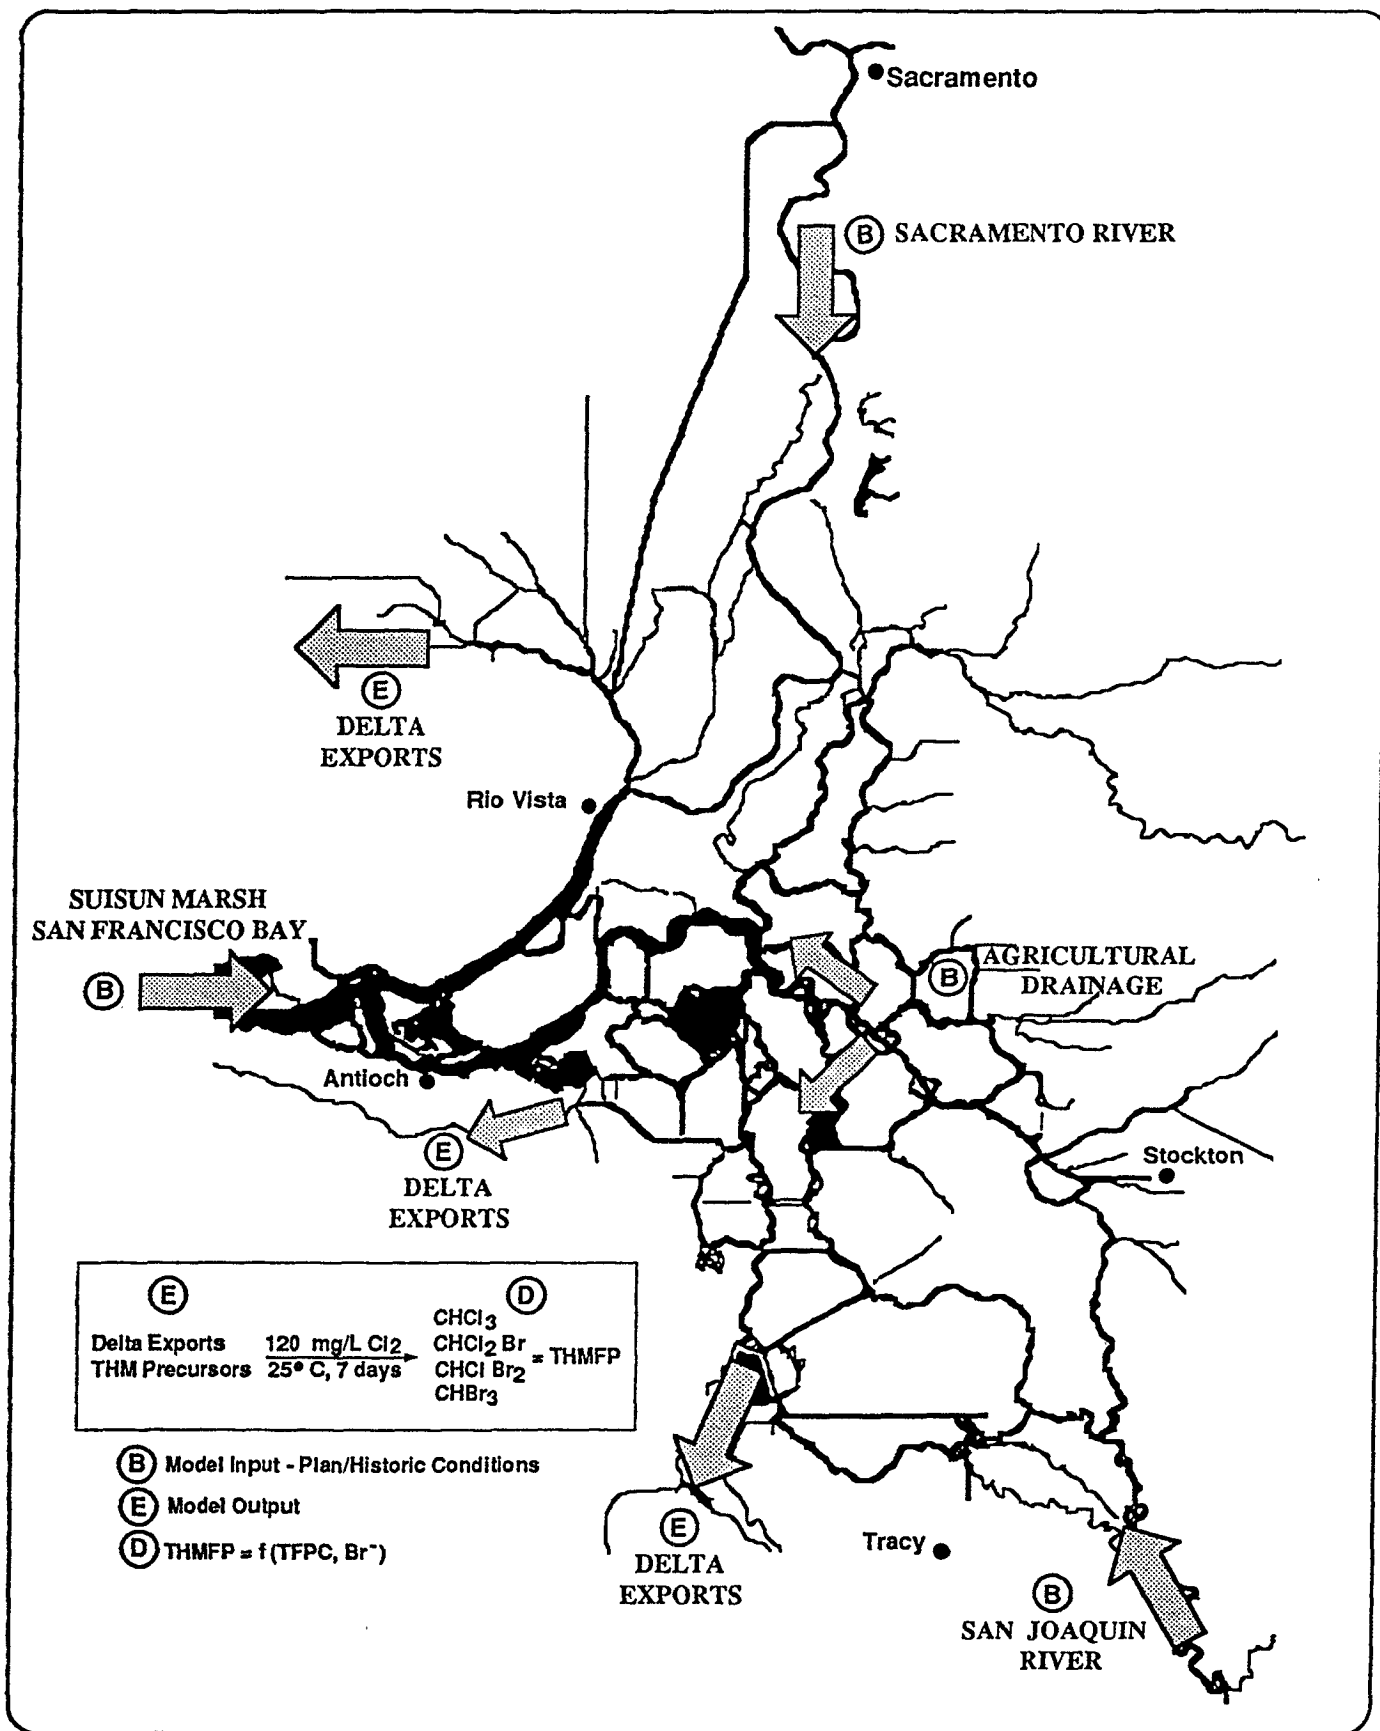 Sacramento
B SACRAMENTO RIVER
E
DELTA
EXPORTS
Rio Vista
SUISUN MARSH
SAN FRANCISCO BAY
B
B AGRICULTURAL
DRAINAGE
Antioch
E
DELTA
EXPORTS
Stockton
E
D
Delta Exports
THM Precursors
120 mg/L Cl2
25° C, 7 days
CHCl3
CHCl2 Br
CHCl Br2
CHBr3
= THMFP
B Model Input - Plan/Historic Conditions
E Model Output
D THMFP = f (TFPC, Br⁻)
E
DELTA
EXPORTS
Tracy
B
SAN JOAQUIN
RIVER